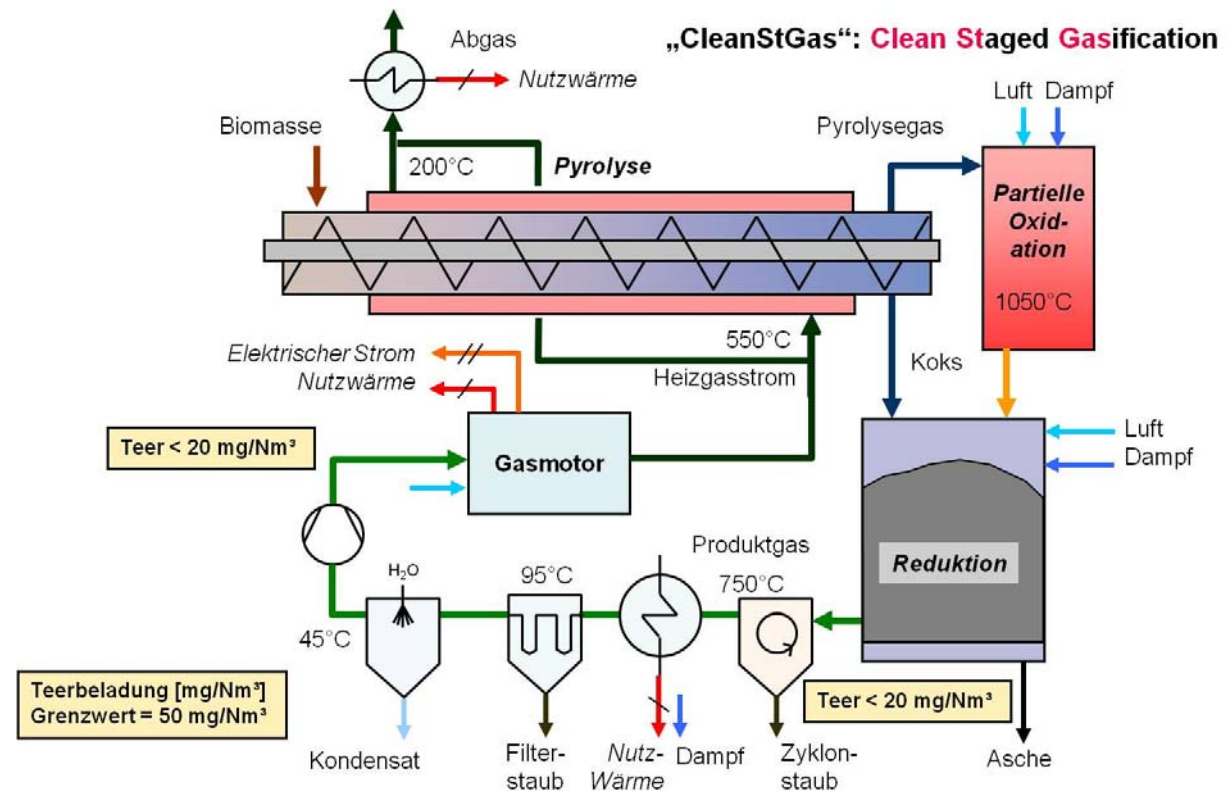 „CleanStGas“: Clean Staged Gasification
Abgas
Nutzwärme
Luft Dampf
Biomasse
Pyrolysegas
200°C
Pyrolyse
Partielle
Oxid-
ation
1050°C
550°C
Elektrischer Strom
Nutzwärme
Heizgasstrom
Koks
Teer < 20 mg/Nm³
Gasmotor
Luft
Dampf
Produktgas
Reduktion
H₂O
95°C
750°C
45°C
Teerbeladung [mg/Nm³]
Grenzwert = 50 mg/Nm³
Teer < 20 mg/Nm³
Kondensat
Filter-
staub
Nutz-
Wärme
Dampf
Zyklon-
staub
Asche